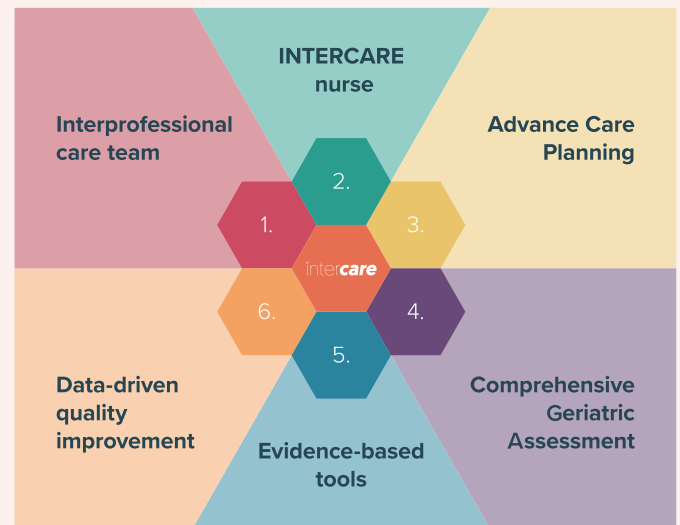 INTERCARE
nurse
Interprofessional
care team
Advance Care
Planning
2.
1.
3.
intercare
6.
4.
5.
Data-driven
quality
improvement
Comprehensive
Geriatric
Assessment
Evidence-based
tools